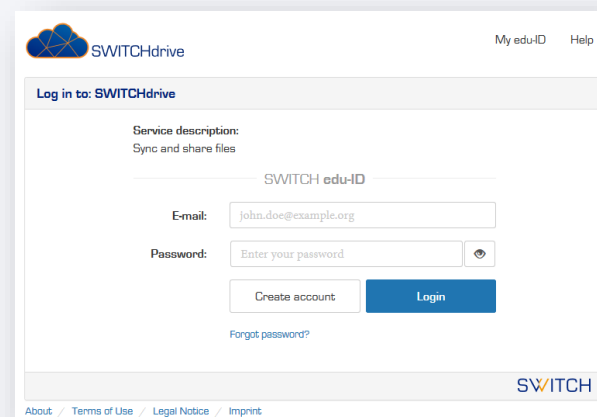 SWITCHdrive
My edu-ID Help
Log in to: SWITCHdrive
Service description:
Sync and share files
SWITCH edu-ID
E-mail: john.doe@example.org
Password: Enter your password
Create account Login
Forgot password?
SWITCH
About / Terms of Use / Legal Notice / Imprint